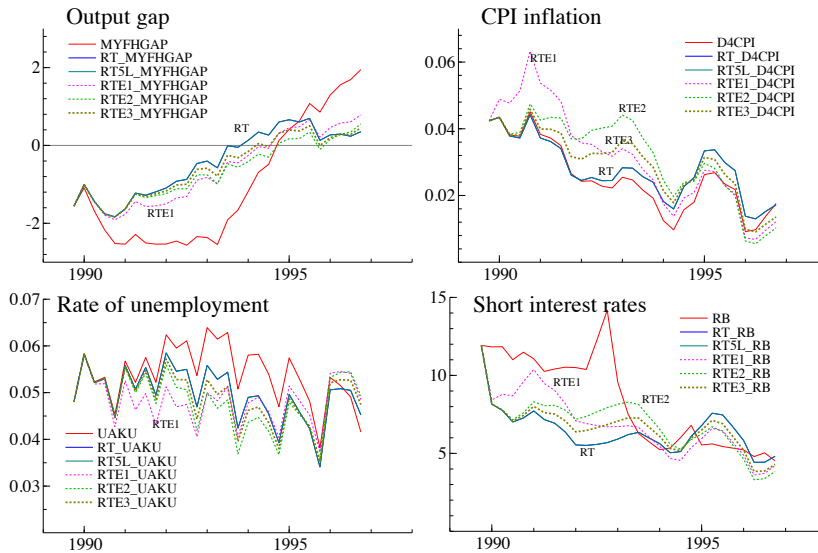 Output gap
MYFHGAP
RT_MYFHGAP
RT5L_MYFHGAP
RTE1_MYFHGAP
RTE2_MYFHGAP
RTE3_MYFHGAP
RT
RTE1
2
0
-2
1990
1995
CPI inflation
D4CPI
RT_D4CPI
RT5L_D4CPI
RTE1_D4CPI
RTE2_D4CPI
RTE3_D4CPI
RTE1
RTE2
RTE3
RT
0.06
0.04
0.02
1990
1995
Rate of unemployment
0.07
0.06
0.05
0.04
0.03
RTE1
UAKU
RT_UAKU
RT5L_UAKU
RTE1_UAKU
RTE2_UAKU
RTE3_UAKU
1990
1995
Short interest rates
15
10
5
RB
RT_RB
RT5L_RB
RTE1_RB
RTE2_RB
RTE3_RB
RTE1
RTE2
RT
1990
1995